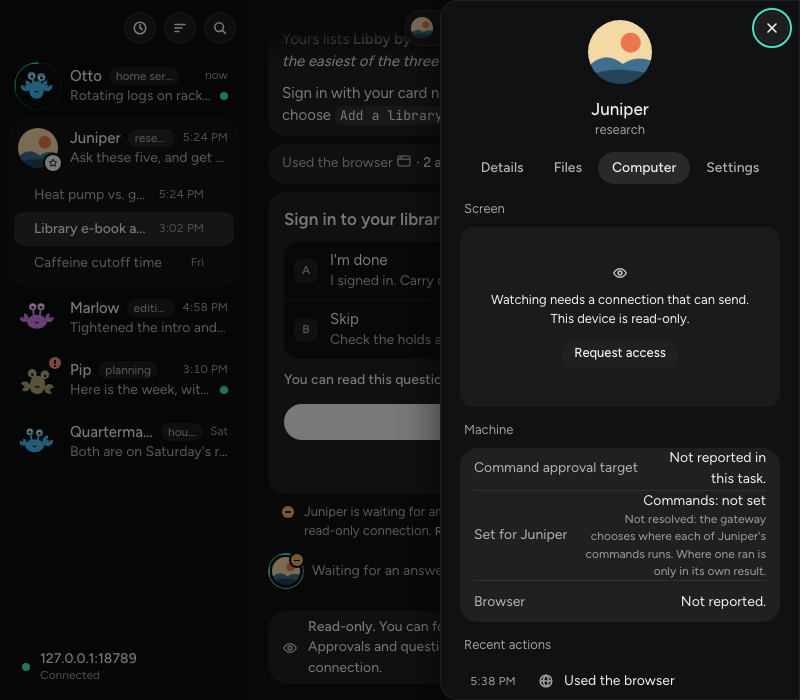 Otto home ser... now
Rotating logs on rack...
Juniper rese... 5:24 PM
Ask these five, and get ...
Heat pump vs. g... 5:24 PM
Library e-book a... 3:02 PM
Caffeine cutoff time Fri
Marlow editi... 4:58 PM
Tightened the intro and...
Pip planning 3:10 PM
Here is the week, wit...
Quarterma... hou... Sat
Both are on Saturday's r...
127.0.0.1:18789
Connected
Yours lists Libby by
the easiest of the three
Sign in with your card n
choose Add a library
Used the browser · 2 a
Sign in to your librar
A I'm done
I signed in. Carry
B Skip
Check the holds a
You can read this questic
Juniper is waiting for an
read-only connection. R
Waiting for an answe
Read-only. You can fo
Approvals and questi
connection.
Juniper
research
Details Files Computer Settings
Screen
Watching needs a connection that can send.
This device is read-only.
Request access
Machine
Command approval target Not reported in
this task.
Set for Juniper Commands: not set
Not resolved: the gateway
chooses where each of Juniper's
commands runs. Where one ran is
only in its own result.
Browser Not reported.
Recent actions
5:38 PM Used the browser